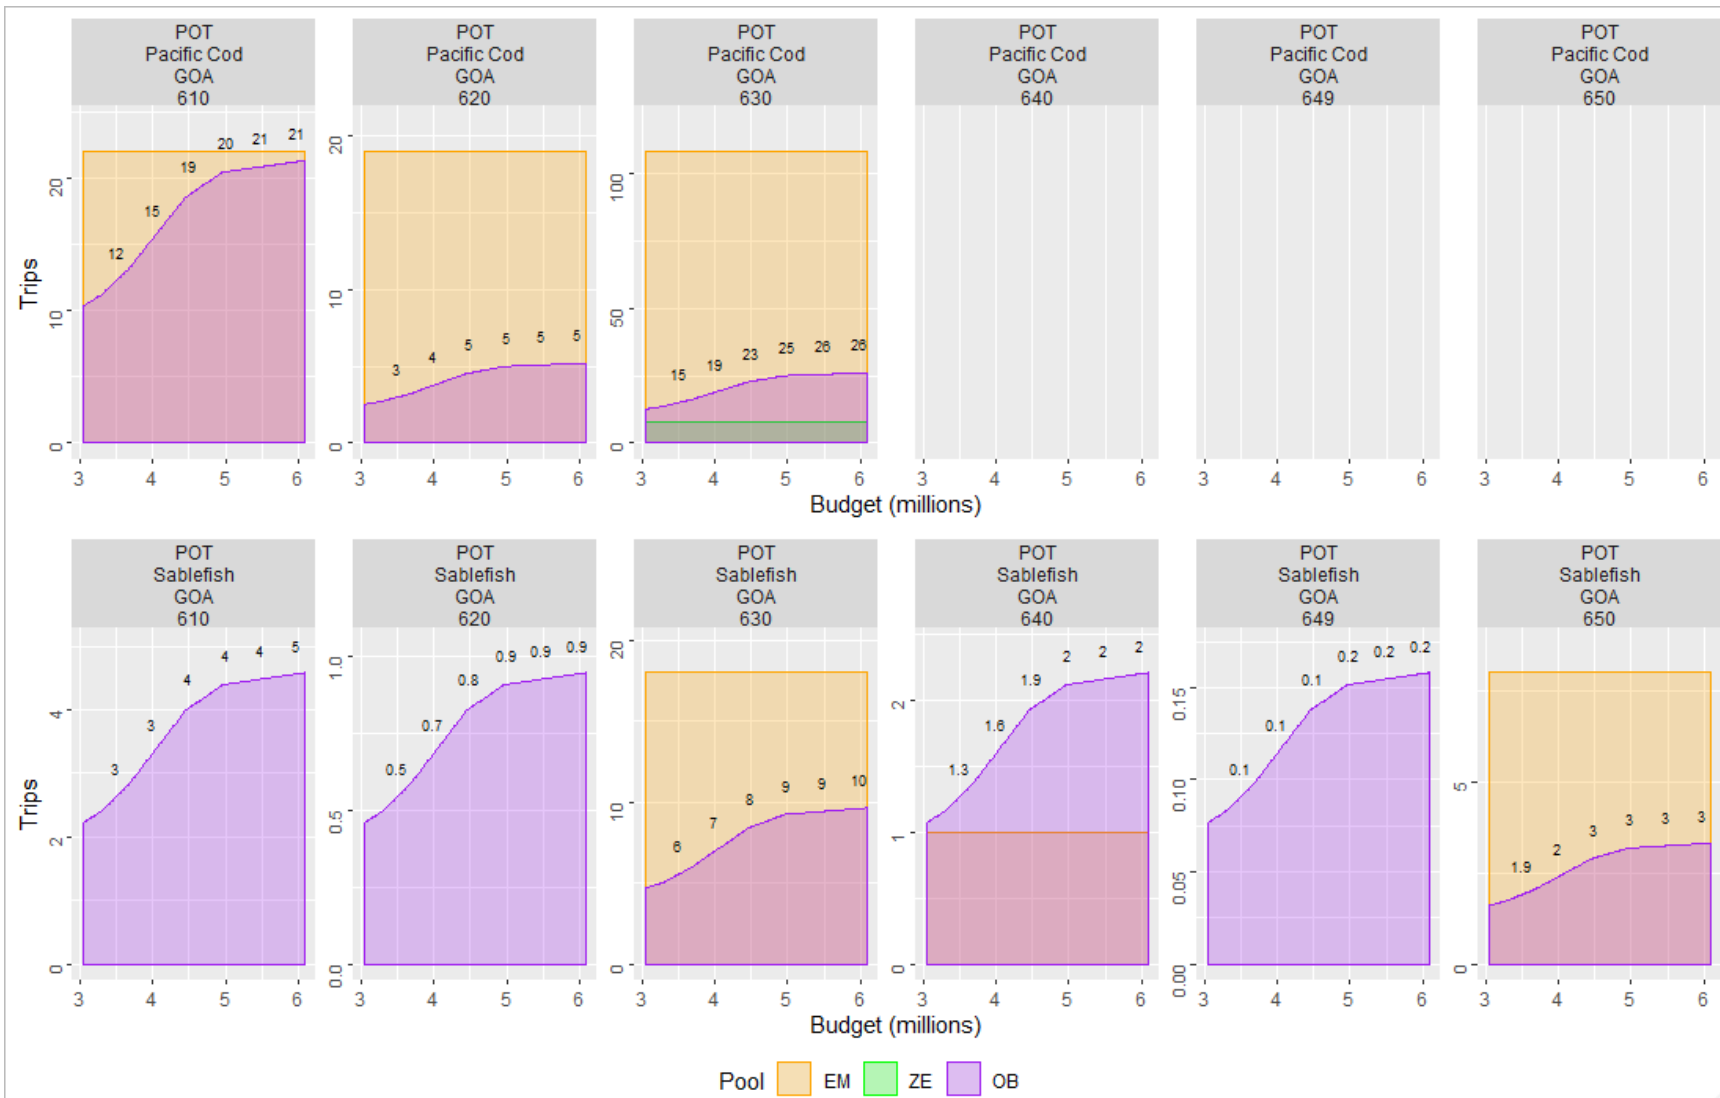 POT POT POT POT POT POT
Pacific Cod Pacific Cod Pacific Cod Pacific Cod Pacific Cod Pacific Cod
GOA GOA GOA GOA GOA GOA
610 620 630 640 649 650
Trips
20
10
0
12 15 19 20 21 21
20
10
0
3 4 5 5 5 5
100
50
0
15 19 23 25 26 26
3 4 5 6 3 4 5 6 3 4 5 6 3 4 5 6 3 4 5 6 3 4 5 6
Budget (millions)
POT POT POT POT POT POT
Sablefish Sablefish Sablefish Sablefish Sablefish Sablefish
GOA GOA GOA GOA GOA GOA
610 620 630 640 649 650
Trips
4
2
0
3 3 4 4 4 5
1.0
0.5
0.0
0.5 0.7 0.8 0.9 0.9 0.9
20
10
0
6 7 8 9 9 10
2
1
0
1.3 1.6 1.9 2 2 2
0.15
0.10
0.05
0.00
0.1 0.1 0.1 0.2 0.2 0.2
5
0
1.9 2 3 3 3 3
3 4 5 6 3 4 5 6 3 4 5 6 3 4 5 6 3 4 5 6 3 4 5 6
Budget (millions)
Pool EM ZE OB